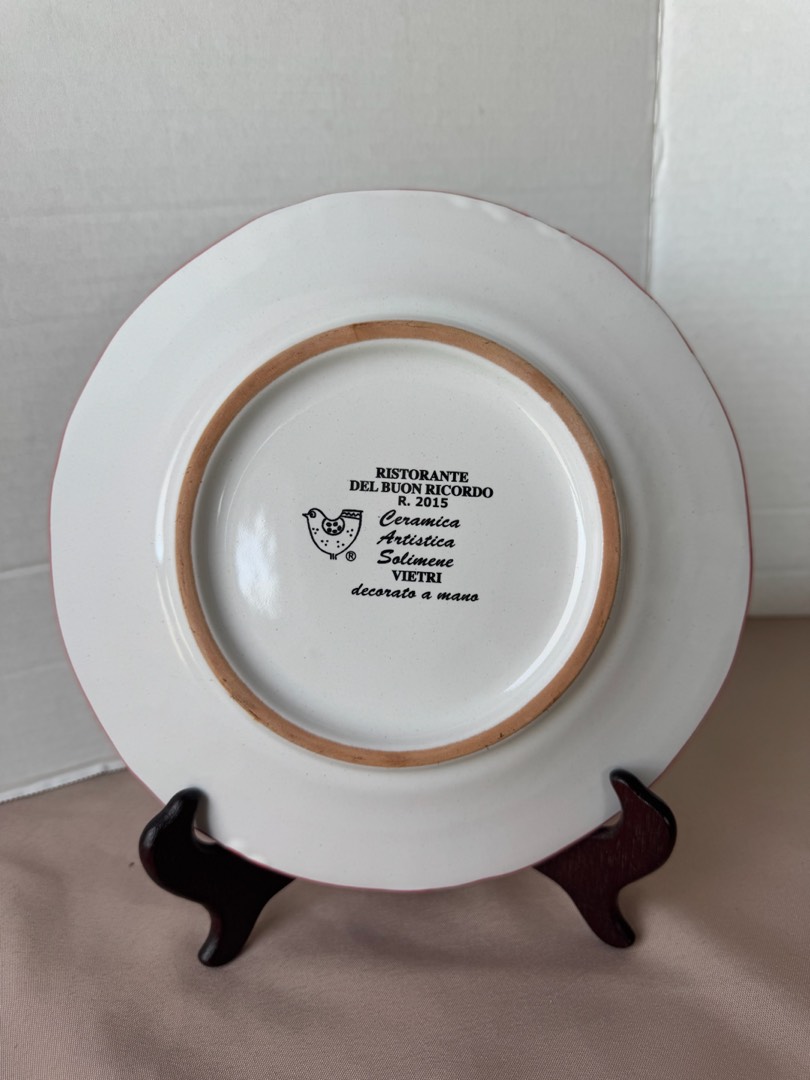 RISTORANTE
DEL BUON RICORDO
R. 2015
Ceramica
Artistica
Solimene
®
VIETRI
decorato a mano